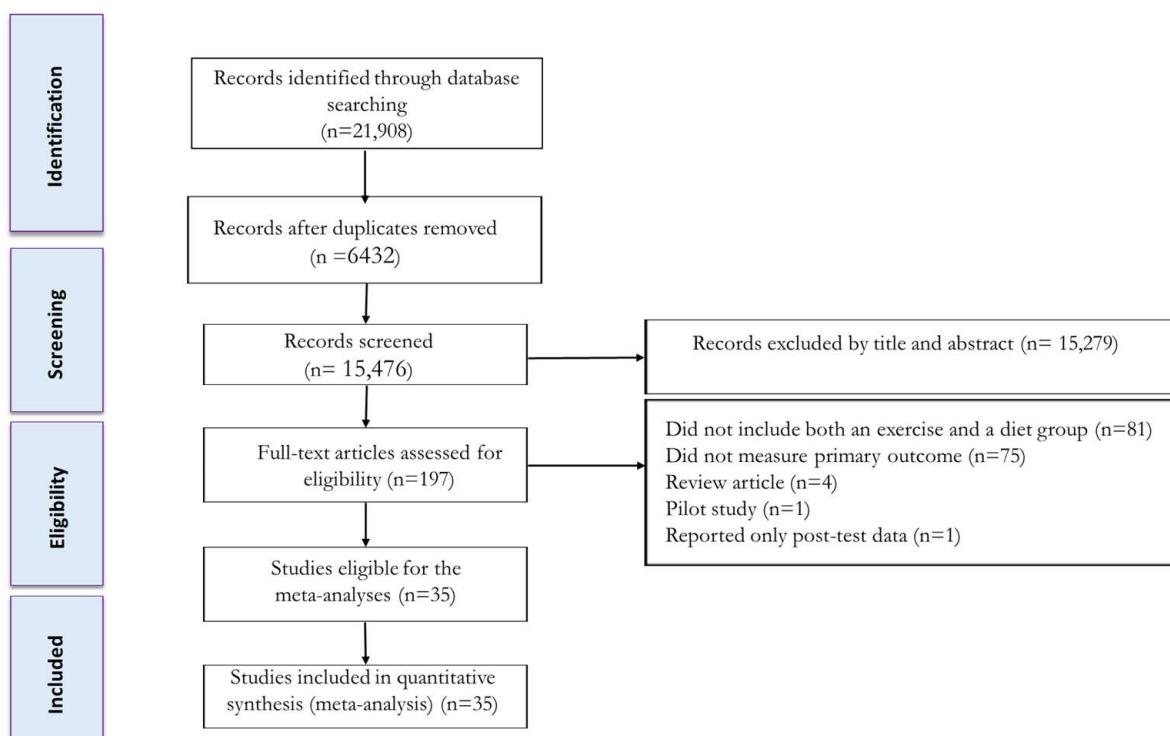 Identification
Records identified through database
searching
(n=21,908)
Records after duplicates removed
(n =6432)
Screening
Records screened
(n= 15,476)
Records excluded by title and abstract (n= 15,279)
Eligibility
Full-text articles assessed for
eligibility (n=197)
Did not include both an exercise and a diet group (n=81)
Did not measure primary outcome (n=75)
Review article (n=4)
Pilot study (n=1)
Reported only post-test data (n=1)
Studies eligible for the
meta-analyses (n=35)
Included
Studies included in quantitative
synthesis (meta-analysis) (n=35)